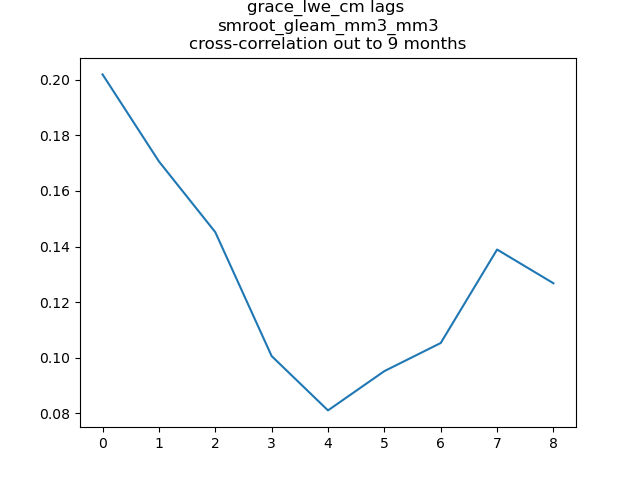 grace_lwe_cm lags
smroot_gleam_mm3_mm3
cross-correlation out to 9 months
0.20
0.18
0.16
0.14
0.12
0.10
0.08
0 1 2 3 4 5 6 7 8